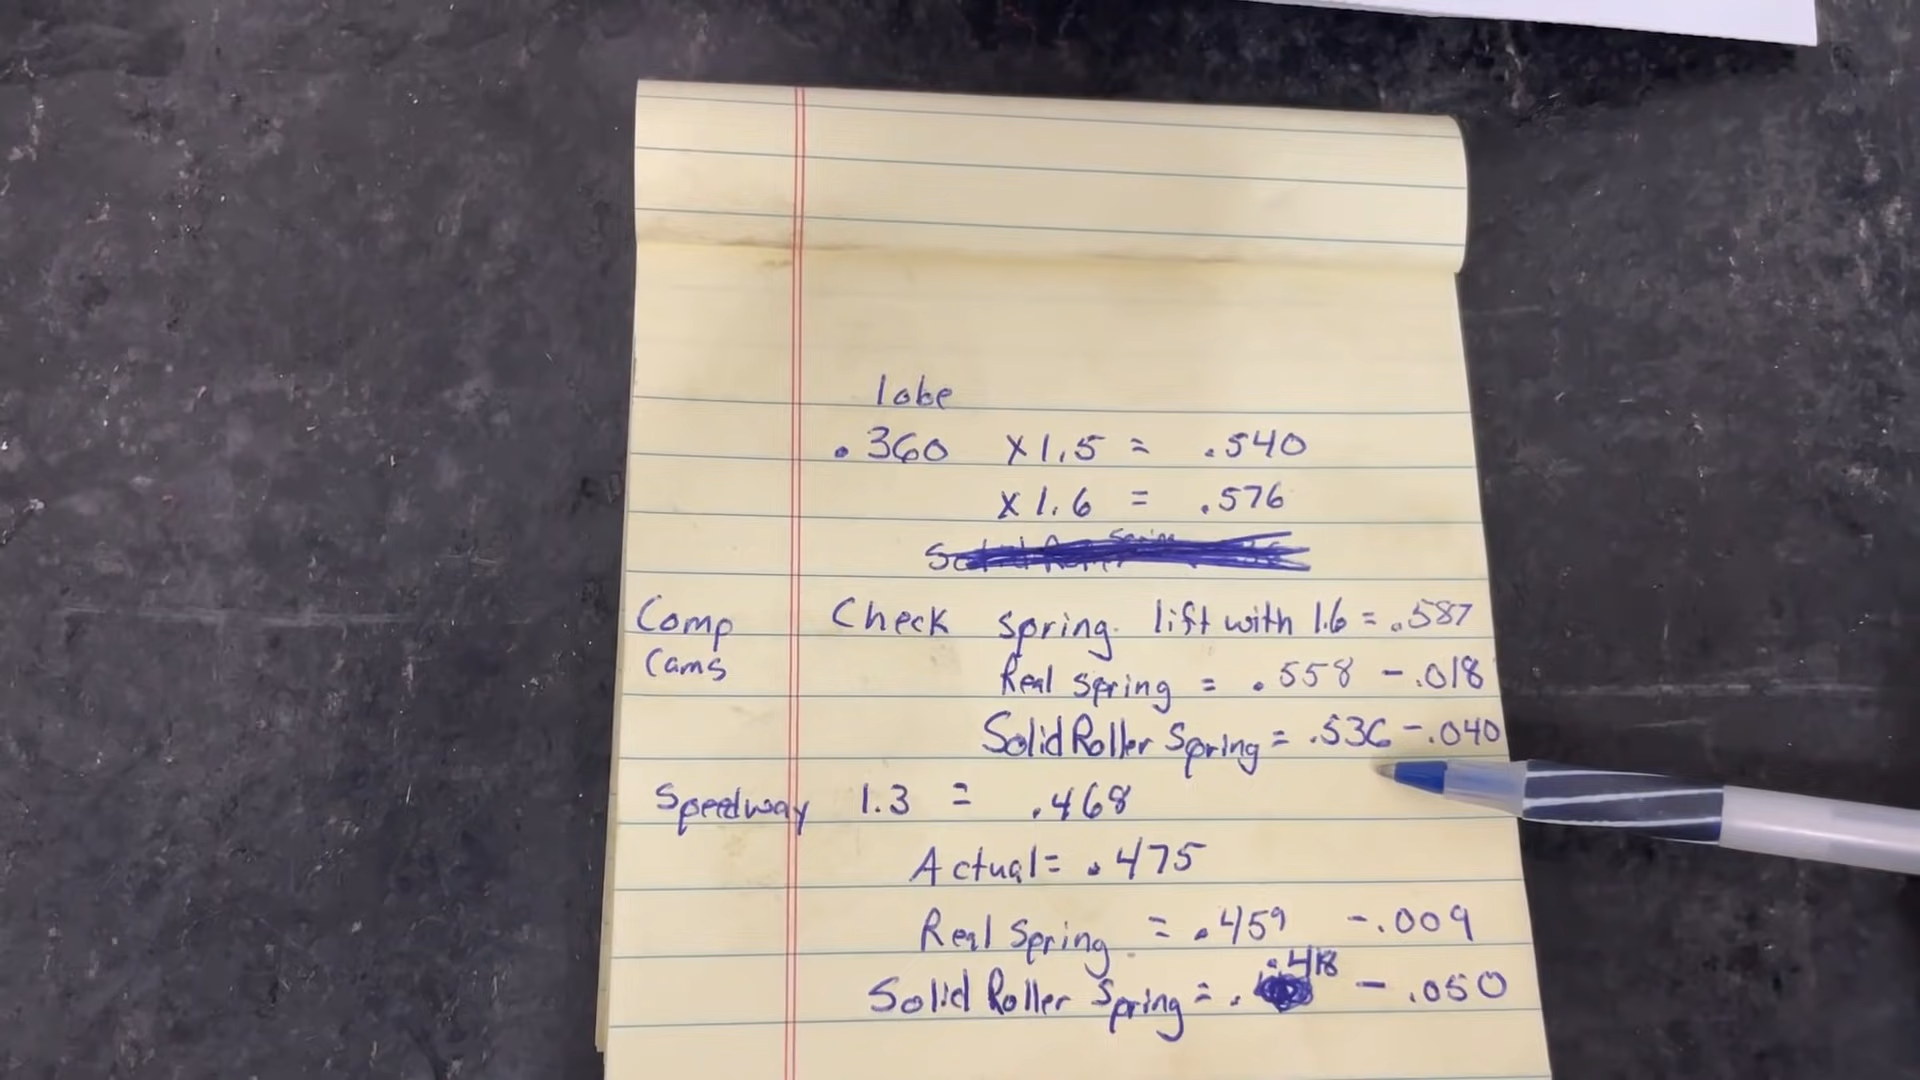 lobe
.360 x1.5 = .540
x1.6 = .576
Comp Cams Check spring lift with 1.6 = .587
Real spring = .558 -.018
Solid Roller Spring = .536 -.040
Speedway 1.3 = .468
Actual = .475
Real Spring = .459 -.009
Solid Roller Spring = .418 - .050